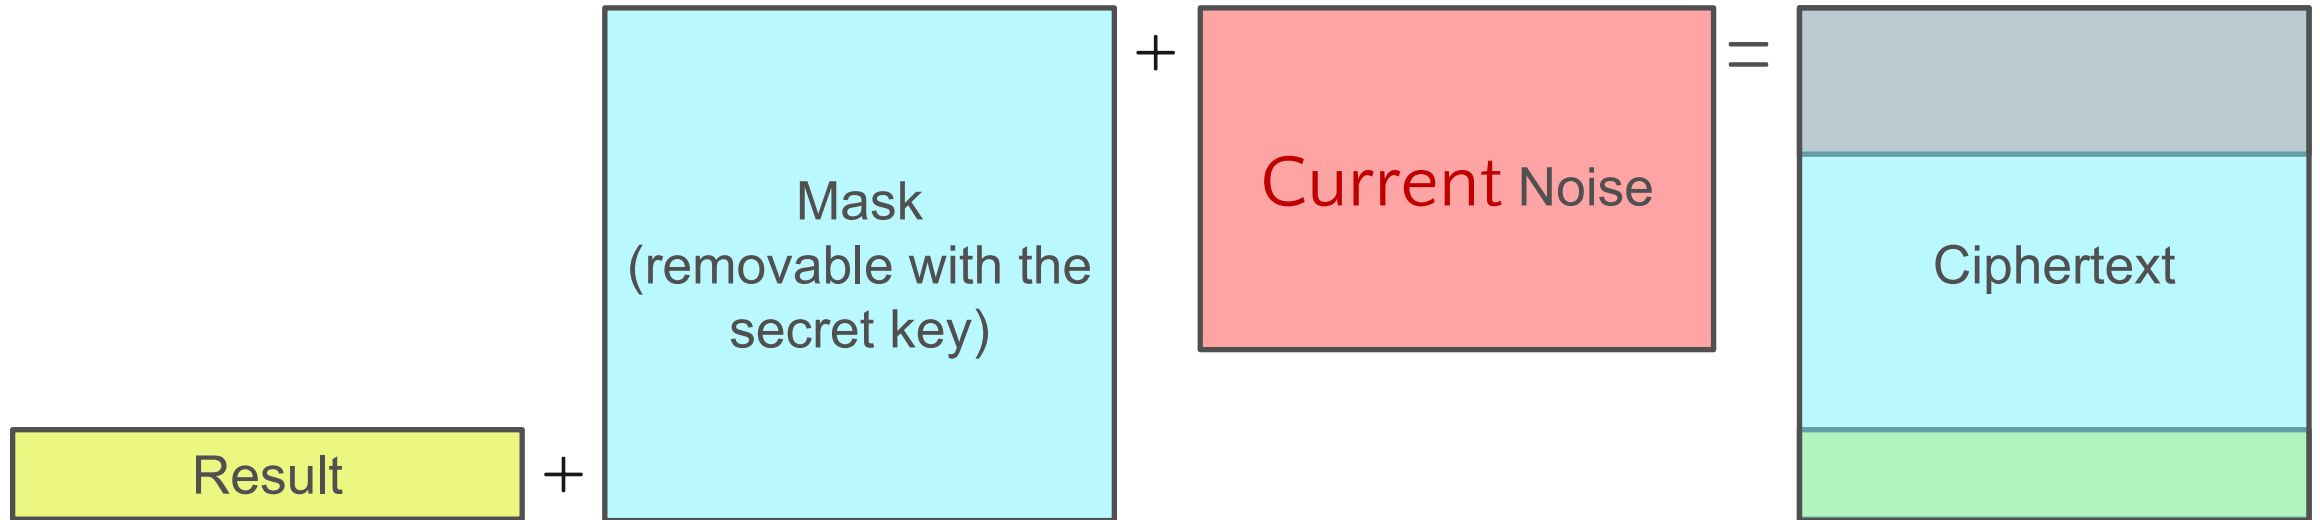 +
=
Mask
(removable with the
secret key)
Current Noise
Ciphertext
Result
+